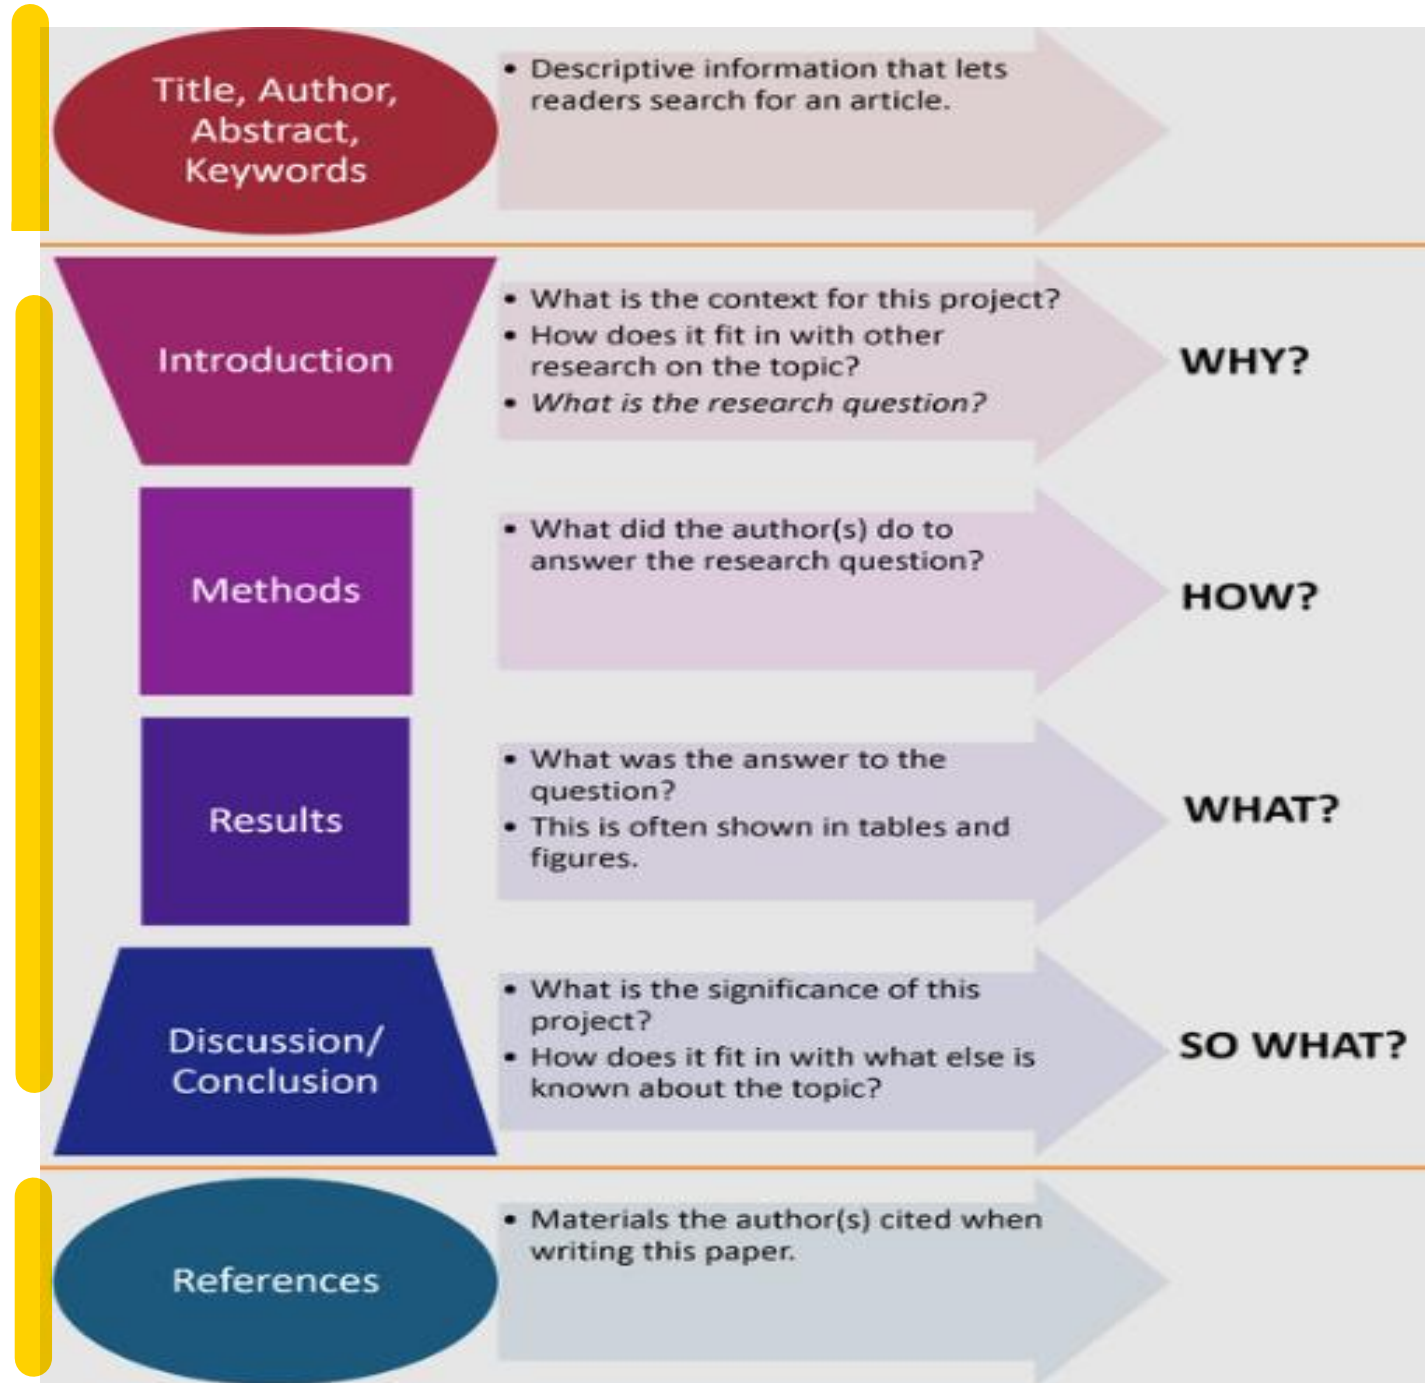 Title, Author,
Abstract,
Keywords
• Descriptive information that lets
readers search for an article.
Introduction
• What is the context for this project?
• How does it fit in with other
research on the topic?
• What is the research question?
WHY?
Methods
• What did the author(s) do to
answer the research question?
HOW?
Results
• What was the answer to the
question?
• This is often shown in tables and
figures.
WHAT?
Discussion/
Conclusion
• What is the significance of this
project?
• How does it fit in with what else is
known about the topic?
SO WHAT?
References
• Materials the author(s) cited when
writing this paper.